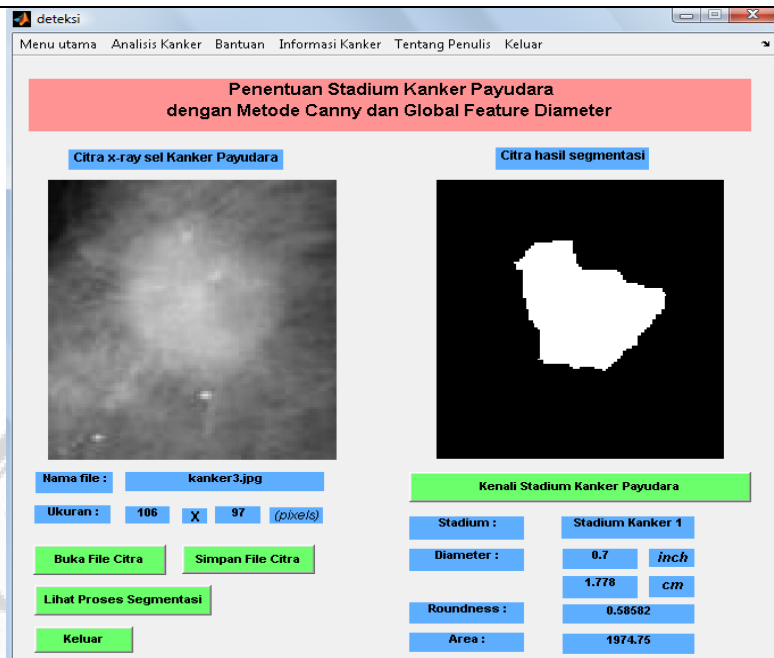 deteksi
Menu utama Analisis Kanker Bantuan Informasi Kanker Tentang Penulis Keluar
Penentuan Stadium Kanker Payudara
dengan Metode Canny dan Global Feature Diameter
Citra x-ray sel Kanker Payudara
Citra hasil segmentasi
Nama file : kanker3.jpg
Ukuran : 106 X 97 (pixels)
Buka File Citra Simpan File Citra
Lihat Proses Segmentasi
Keluar
Kenali Stadium Kanker Payudara
Stadium : Stadium Kanker 1
Diameter : 0.7 inch
1.778 cm
Roundness : 0.58582
Area : 1974.75